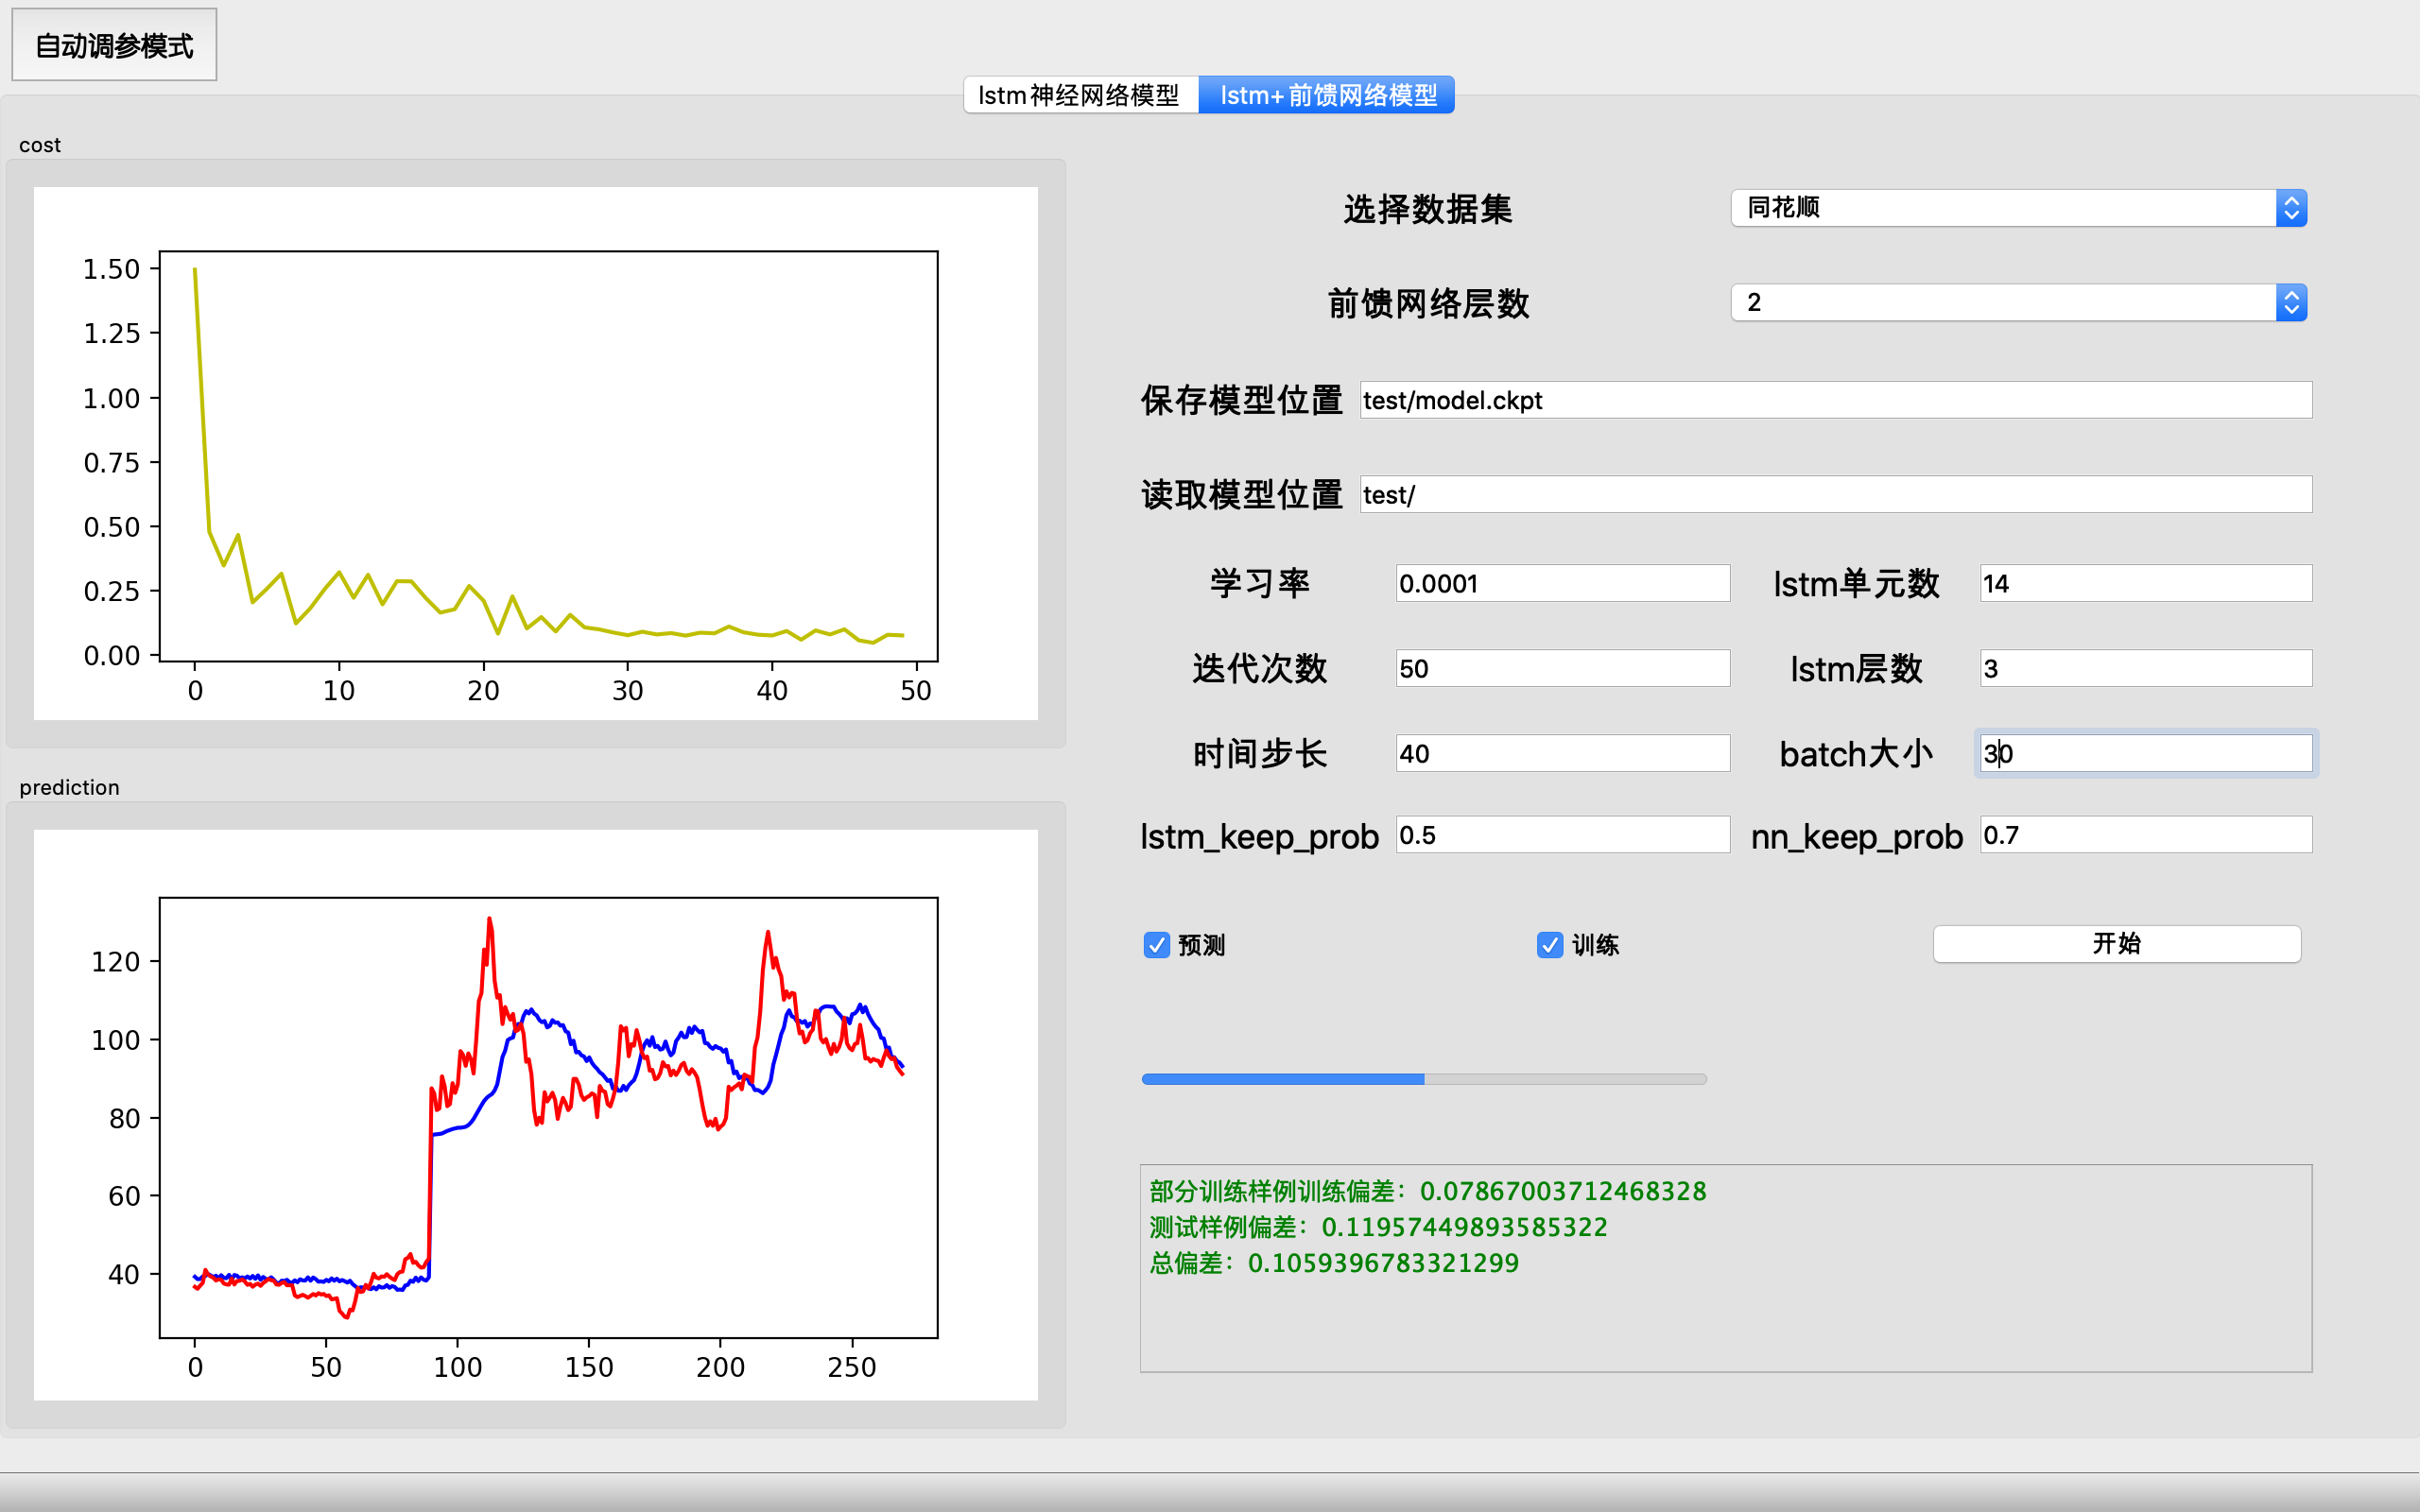 自动调参模式
lstm神经网络模型 lstm+前馈网络模型
cost
1.50
1.25
1.00
0.75
0.50
0.25
0.00
0 10 20 30 40 50
prediction
120
100
80
60
40
0 50 100 150 200 250
选择数据集 同花顺
前馈网络层数 2
保存模型位置 test/model.ckpt
读取模型位置 test/
学习率 0.0001 lstm单元数 14
迭代次数 50 lstm层数 3
时间步长 40 batch大小 30
lstm_keep_prob 0.5 nn_keep_prob 0.7
预测 训练 开始
部分训练样例训练偏差：0.07867003712468328
测试样例偏差：0.11957449893585322
总偏差：0.1059396783321299